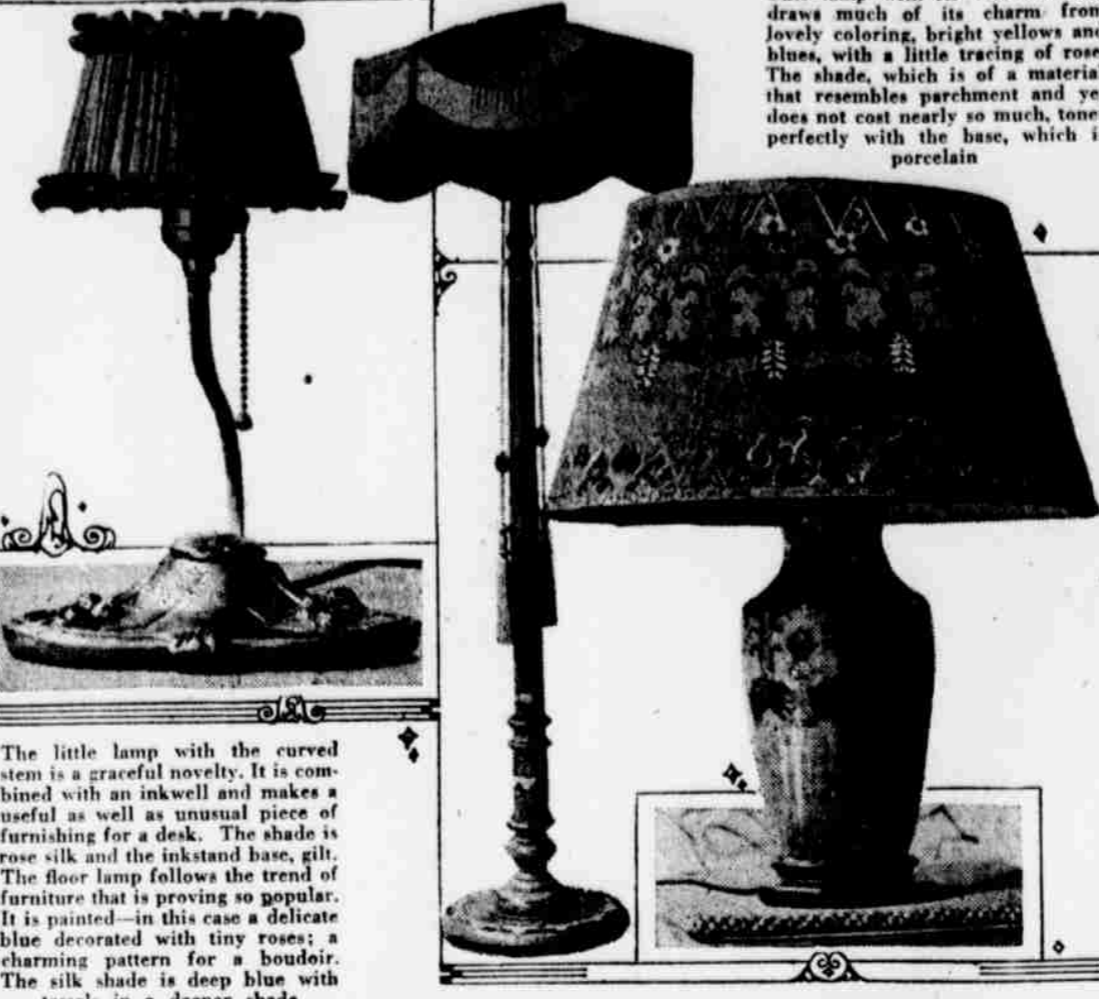 draws much of its charm from
lovely coloring, bright yellows and
blues, with a little tracing of rose
The shade, which is of a material
that resembles parchment and ye
does not cost nearly so much, tone
perfectly with the base, which i
porcelain
The little lamp with the curved
stem is a graceful novelty. It is com-
bined with an inkwell and makes a
useful as well as unusual piece of
furnishing for a desk. The shade is
rose silk and the inkstand base, gilt.
The floor lamp follows the trend of
furniture that is proving so popular.
It is painted—in this case a delicate
blue decorated with tiny roses; a
charming pattern for a boudoir.
The silk shade is deep blue with
in a deeper shade